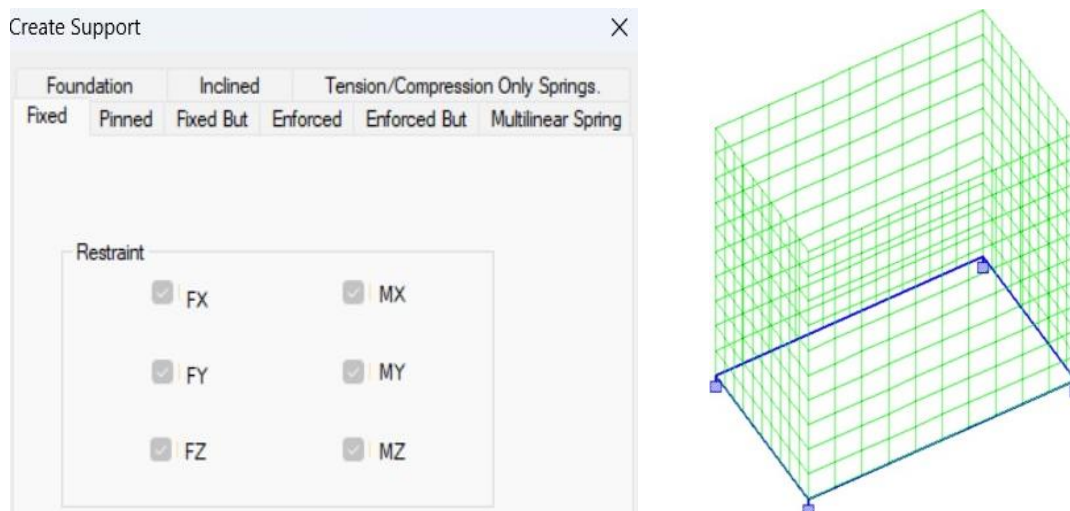 Create Support
Foundation Inclined Tension/Compression Only Springs.
Fixed Pinned Fixed But Enforced Enforced But Multilinear Spring
Restraint
FX MX
FY MY
FZ MZ